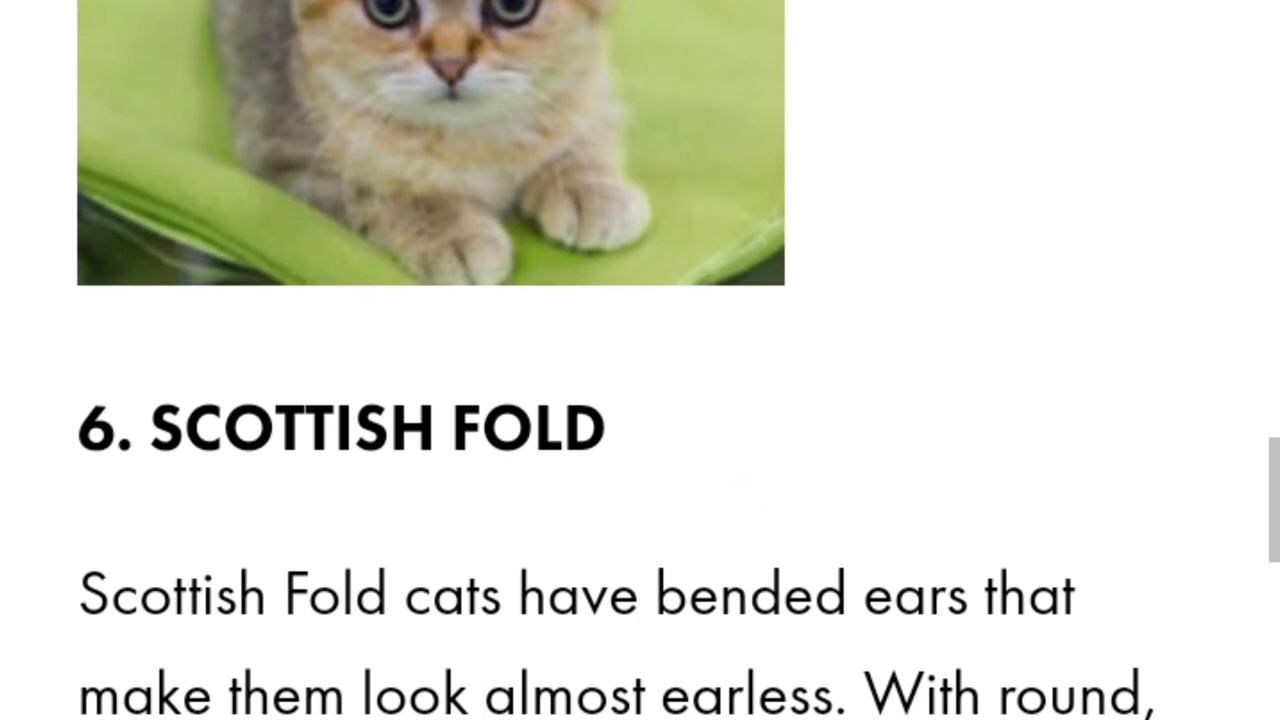 6. SCOTTISH FOLD
Scottish Fold cats have bended ears that
make them look almost earless. With round,